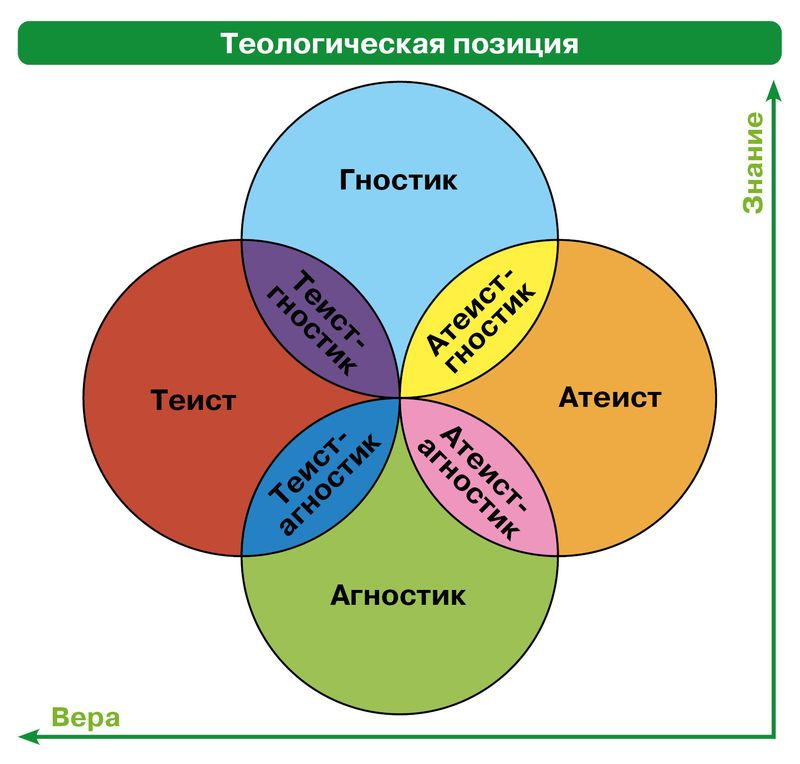 Теологическая позиция
Знание
Гностик
Теист-
гностик
Атеист-
гностик
Теист
Атеист
Теист-
агностик
Атеист-
агностик
Агностик
Вера